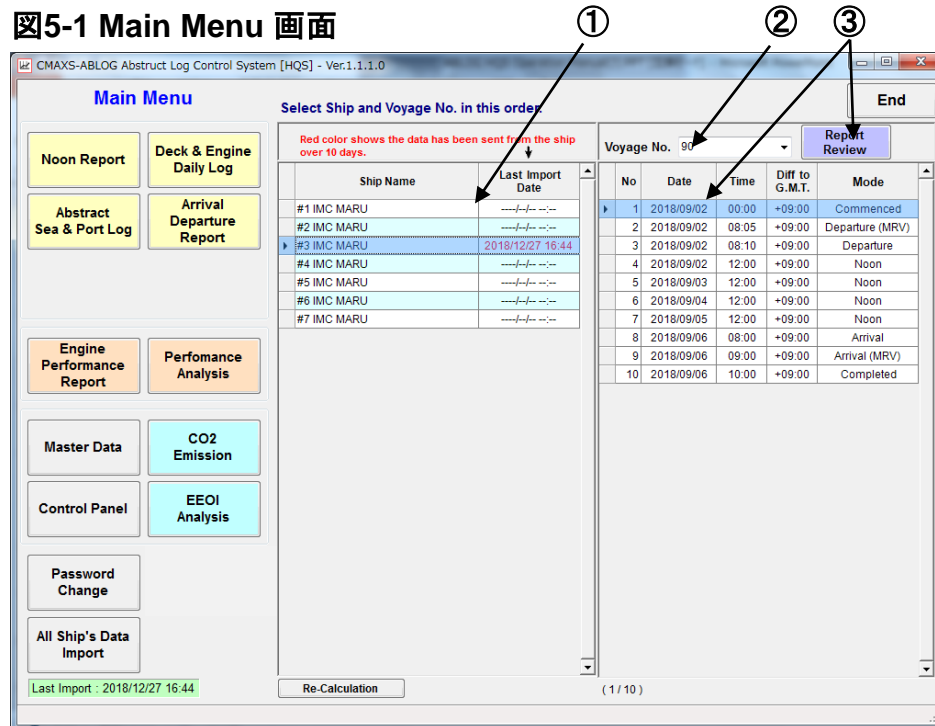 図5-1 Main Menu 画面
① ② ③
CMAXS-ABLOG Abstruct Log Control System [HQS] - Ver.1.1.1.0
Main Menu
Select Ship and Voyage No. in this order.
End
Noon Report
Deck & Engine
Daily Log
Abstract
Sea & Port Log
Arrival
Departure
Report
Engine
Performance
Report
Perfomance
Analysis
Master Data
CO2
Emission
Control Panel
EEOI
Analysis
Password
Change
All Ship's Data
Import
Last Import : 2018/12/27 16:44
Red color shows the data has been sent from the ship
over 10 days.
Ship Name Last Import
Date
#1 IMC MARU ----/--/-- --:--
#2 IMC MARU ----/--/-- --:--
#3 IMC MARU 2018/12/27 16:44
#4 IMC MARU ----/--/-- --:--
#5 IMC MARU ----/--/-- --:--
#6 IMC MARU ----/--/-- --:--
#7 IMC MARU ----/--/-- --:--
Re-Calculation
Voyage No. 90
Report
Review
No Date Time Diff to
G.M.T. Mode
1 2018/09/02 00:00 +09:00 Commenced
2 2018/09/02 08:05 +09:00 Departure (MRV)
3 2018/09/02 08:10 +09:00 Departure
4 2018/09/02 12:00 +09:00 Noon
5 2018/09/03 12:00 +09:00 Noon
6 2018/09/04 12:00 +09:00 Noon
7 2018/09/05 12:00 +09:00 Noon
8 2018/09/06 08:00 +09:00 Arrival
9 2018/09/06 09:00 +09:00 Arrival (MRV)
10 2018/09/06 10:00 +09:00 Completed
( 1 / 10 )